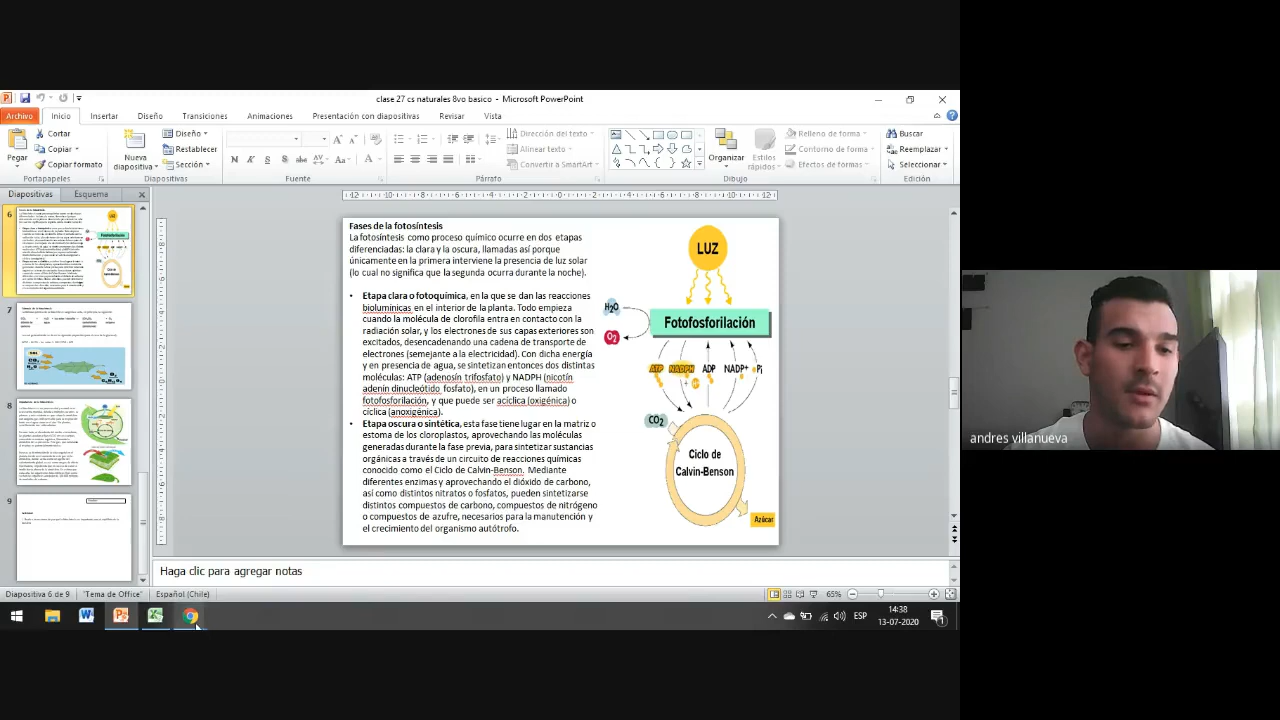 clase 27 cs naturales 8vo basico - Microsoft PowerPoint
Archivo Inicio Insertar Diseño Transiciones Animaciones Presentación con diapositivas Revisar Vista
Pegar
Cortar
Copiar
Copiar formato
Portapapeles
Nueva
diapositiva
Diseño
Restablecer
Sección
Diapositivas
N K S S AV Aa A
Fuente
Dirección del texto
Alinear texto
Convertir a SmartArt
Párrafo
Organizar
Estilos
rápidos
Relleno de forma
Contorno de forma
Efectos de formas
Dibujo
Buscar
Reemplazar
Seleccionar
Edición
Diapositivas Esquema
6
7
8
9
Fases de la fotosíntesis
La fotosíntesis como proceso químico ocurre en dos etapas
diferenciadas: la clara y la oscura, llamadas así porque
únicamente en la primera interviene la presencia de luz solar
(lo cual no significa que la segunda ocurra durante la noche).
• Etapa clara o fotoquímica, en la que se dan las reacciones
fotolumínicas en el interior de la planta. Todo empieza
cuando la molécula de clorofila entra en contacto con la
radiación solar, y los electrones de sus capas exteriores son
exitados, desencadenando una cadena de transporte de
electrones (semejante a la electricidad). Con dicha energía
y en presencia de agua, se sintetizan entonces dos distintas
moléculas: ATP (adenosín trifosfato) y NADPH (nicotín
adenín dinucleótido fosfato), en un proceso llamado
fotofosforilación, y que puede ser acíclica (oxigénica) o
cíclica (anoxigénica).
• Etapa oscura o sintética, esta tiene lugar en la matriz o
estoma de los cloroplastos, aprovechando las moléculas
generadas durante la fase previa, para sintetizar sustancias
orgánicas a través de un circuito de reacciones químicas
conocido como el Ciclo de Calvin-Benson. Mediante
diferentes enzimas y aprovechando el dióxido de carbono,
así como distintos nitratos o fosfatos, pueden sintetizarse
distintos compuestos de carbono, compuestos de nitrógeno
o compuestos de azufre, necesarios para la manutención y
el crecimiento del organismo autótrofo.
LUZ
H2O
O2
Fotofosforilación
ATP NADPH ADP NADP+ Pi
CO2
Ciclo de
Calvin-Benson
Azúcar
andres villanueva
Haga clic para agregar notas
Diapositiva 6 de 9 "Tema de Office" Español (Chile) 65%
ESP
14:38
13-07-2020